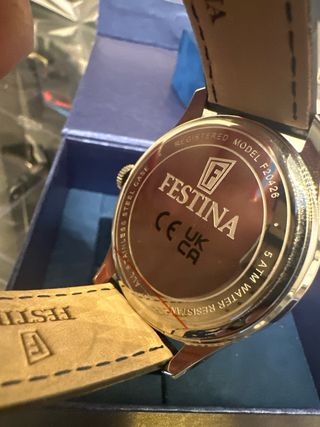 REGISTERED MODEL F20426
F
FESTINA
CE UK
CA
5 ATM WATER RESISTANT
ALL STAINLESS STEEL CASE
FESTINA
F